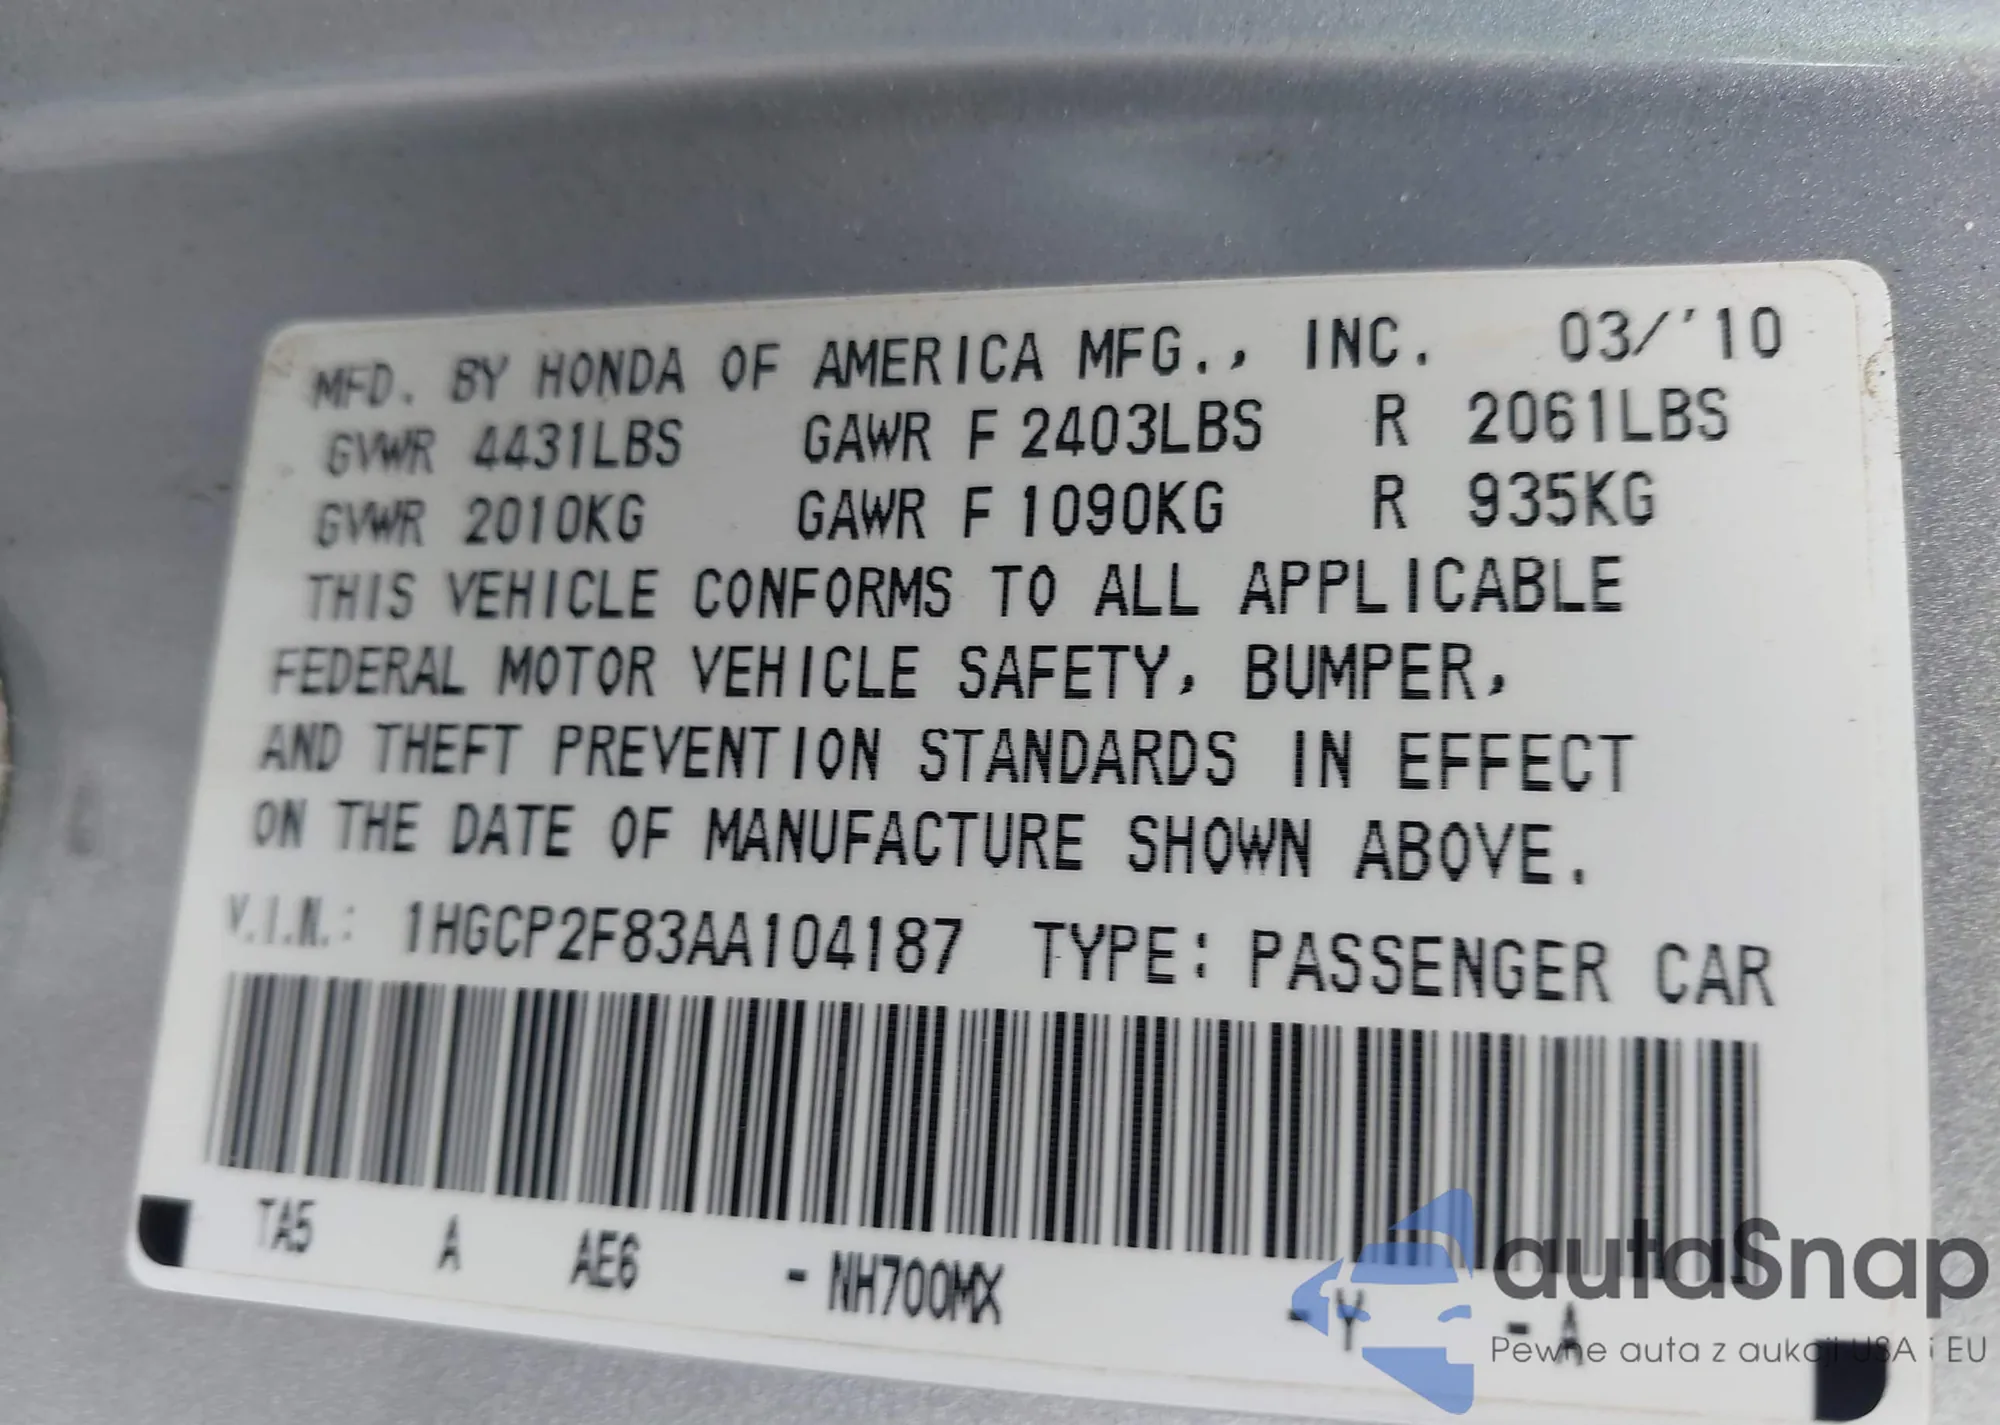 MFD. BY HONDA OF AMERICA MFG., INC. 03/'10
GVWR 4431LBS GAWR F 2403LBS R 2061LBS
GVWR 2010KG GAWR F 1090KG R 935KG
THIS VEHICLE CONFORMS TO ALL APPLICABLE
FEDERAL MOTOR VEHICLE SAFETY, BUMPER,
AND THEFT PREVENTION STANDARDS IN EFFECT
ON THE DATE OF MANUFACTURE SHOWN ABOVE.
V.I.N.: 1HGCP2F83AA104187 TYPE: PASSENGER CAR
TA5 A AE6 - NH700MX - Y - A
autaSnap
Pewne auta z aukcji USA i EU